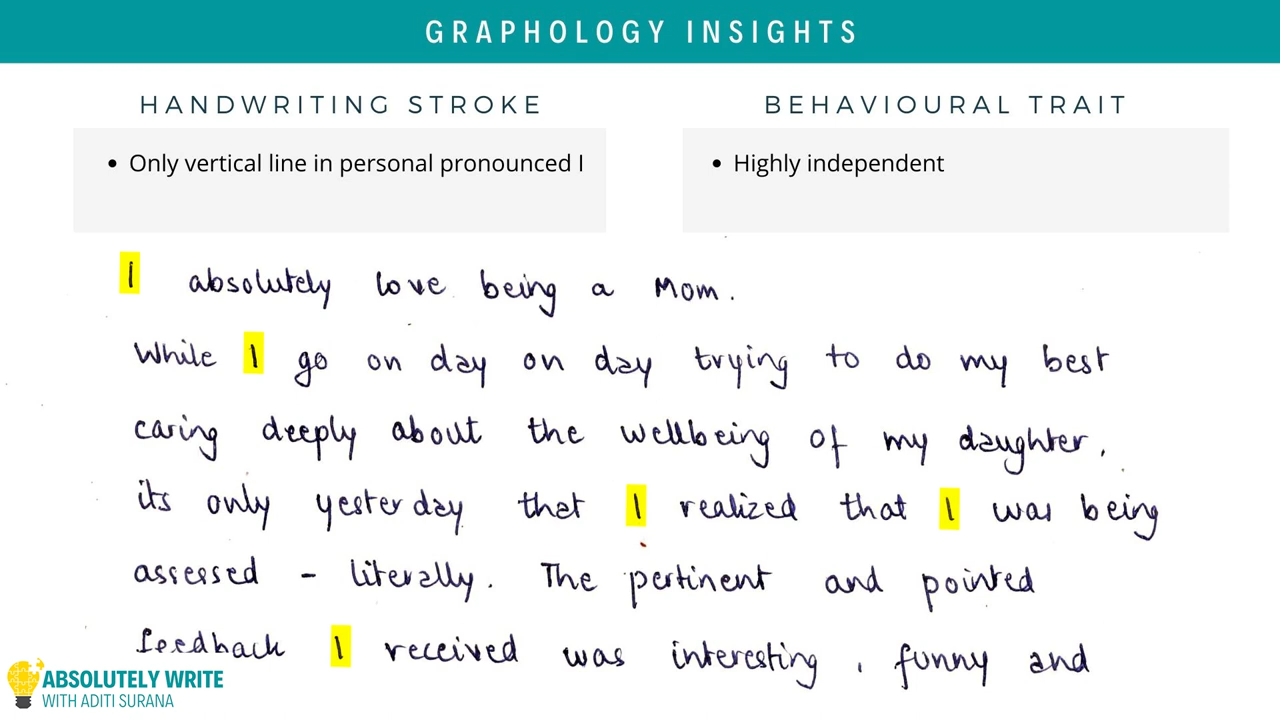 GRAPHOLOGY INSIGHTS
HANDWRITING STROKE
• Only vertical line in personal pronounced I
BEHAVIOURAL TRAIT
• Highly independent
I absolutely love being a Mom.
While I go on day on day trying to do my best
caring deeply about the wellbeing of my daughter,
its only yesterday that I realized that I was being
assessed - literally. The pertinent and pointed
feedback I received was interesting, funny and
ABSOLUTELY WRITE
WITH ADITI SURANA